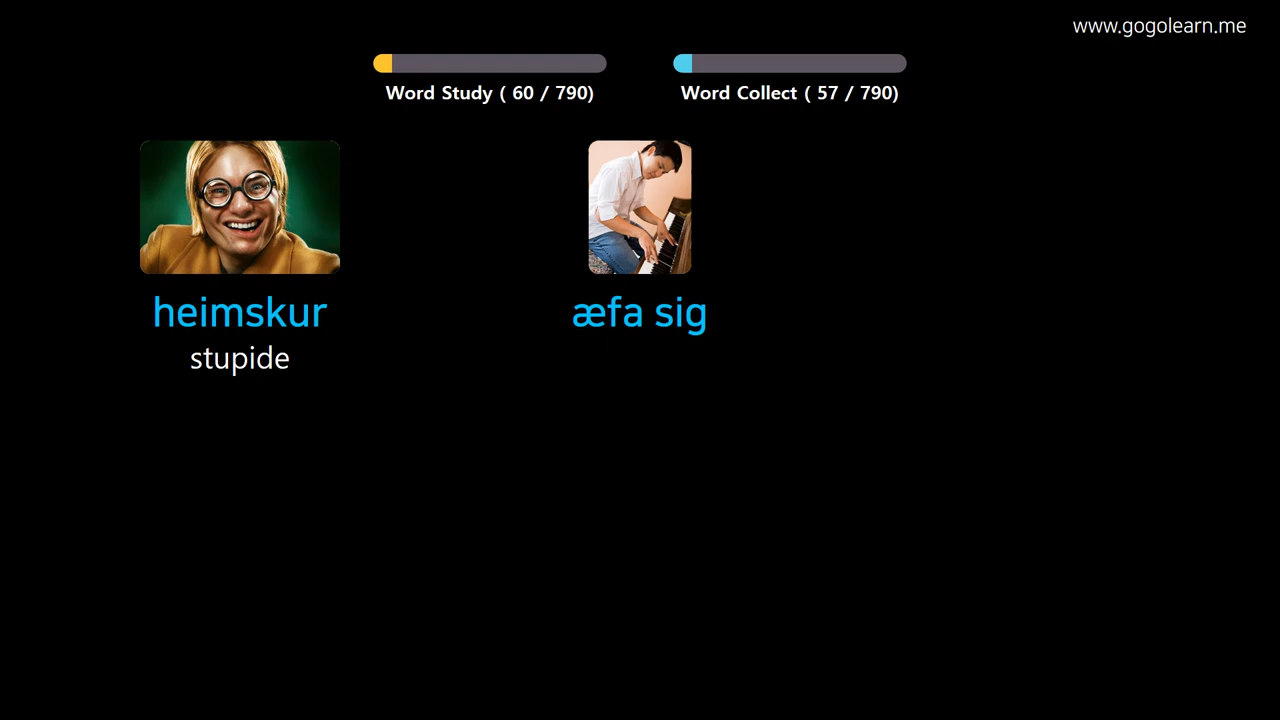 www.gogolearn.me
Word Study ( 60 / 790)
Word Collect ( 57 / 790)
heimskur
æfa sig
stupide